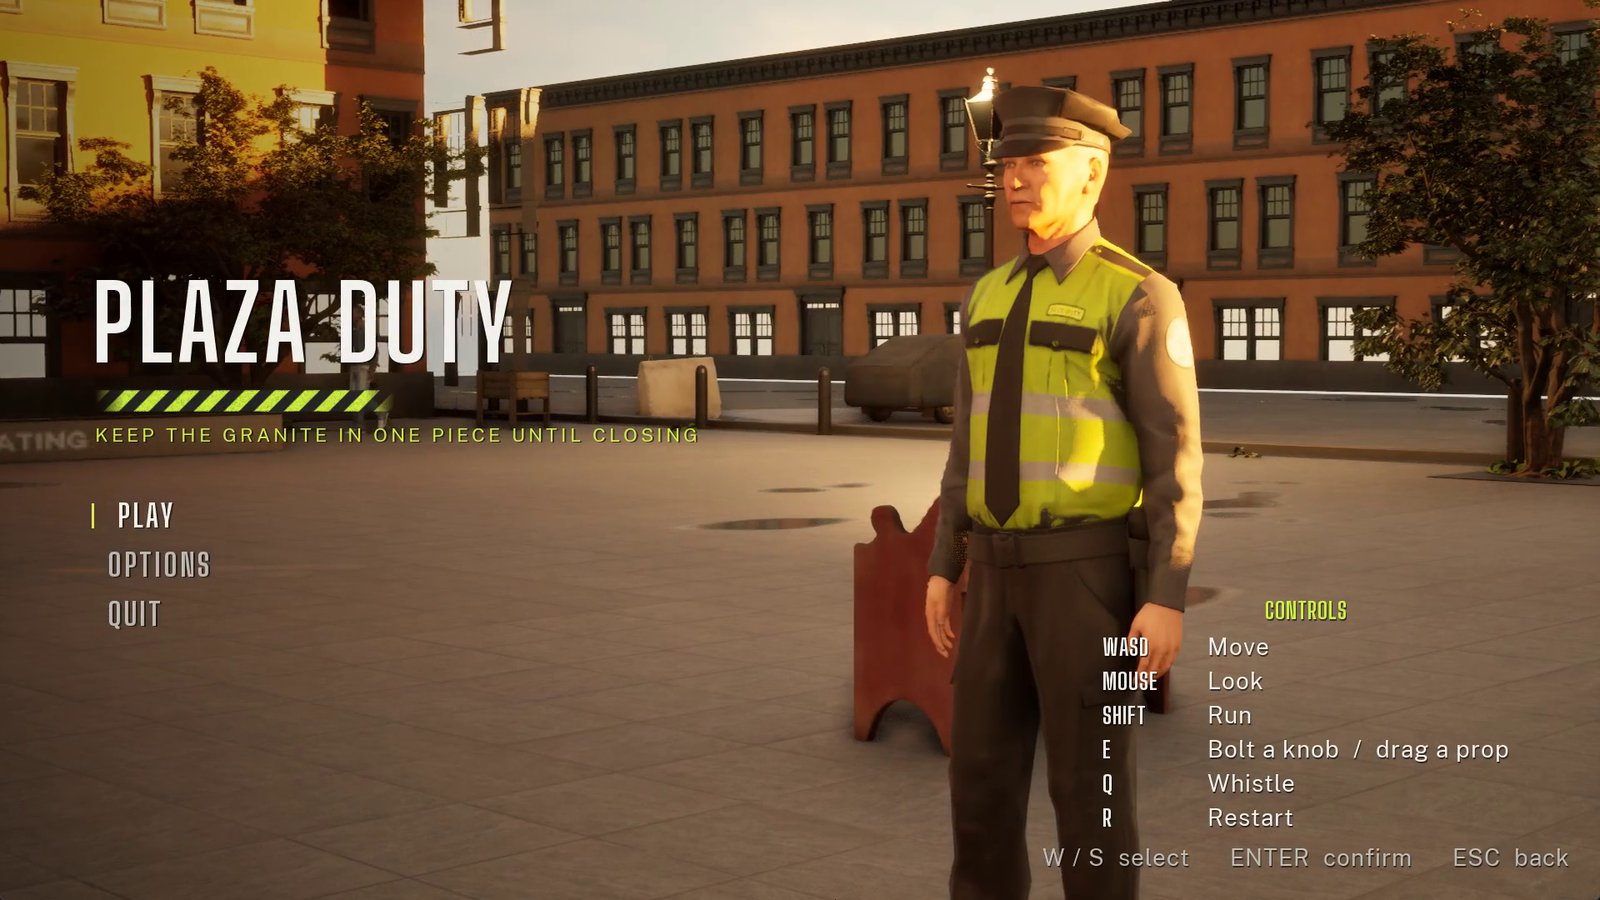 PLAZA DUTY
ATING
KEEP THE GRANITE IN ONE PIECE UNTIL CLOSING
PLAY
OPTIONS
QUIT
CONTROLS
WASD Move
MOUSE Look
SHIFT Run
E Bolt a knob / drag a prop
Q Whistle
R Restart
W / S select ENTER confirm ESC back